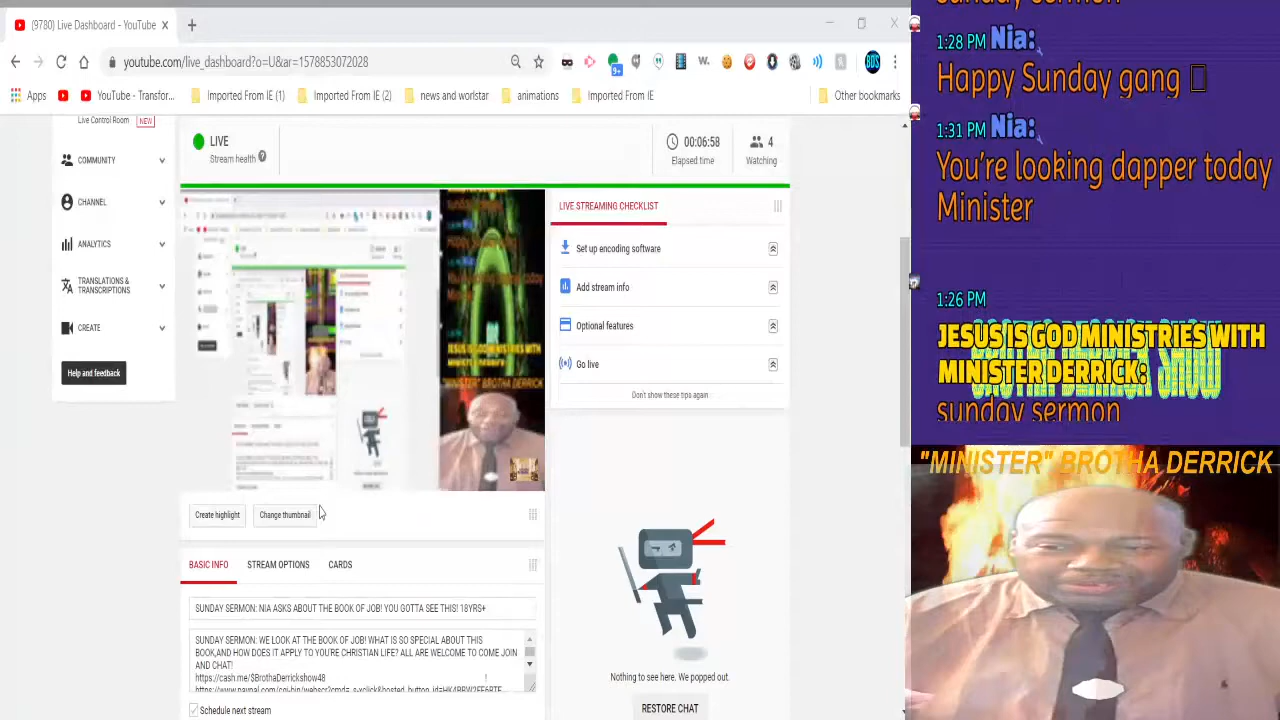 (9780) Live Dashboard - YouTube
youtube.com/live_dashboard?o=U&ar=1578853072028
9+
BDS
Apps
YouTube - Transfor...
Imported From IE (1)
Imported From IE (2)
news and worlstar
animations
Imported From IE
Other bookmarks
Live Control Room NEW
COMMUNITY
CHANNEL
ANALYTICS
TRANSLATIONS &
TRANSCRIPTIONS
CREATE
Help and feedback
LIVE
Stream health ?
00:06:58
Elapsed time
4
Watching
LIVE STREAMING CHECKLIST
Set up encoding software
Add stream info
Optional features
Go live
Don't show these tips again
Create highlight
Change thumbnail
BASIC INFO
STREAM OPTIONS
CARDS
SUNDAY SERMON: NIA ASKS ABOUT THE BOOK OF JOB! YOU GOTTA SEE THIS! 18YRS+
SUNDAY SERMON: WE LOOK AT THE BOOK OF JOB! WHAT IS SO SPECIAL ABOUT THIS
BOOK,AND HOW DOES IT APPLY TO YOU'RE CHRISTIAN LIFE? ALL ARE WELCOME TO COME JOIN
AND CHAT!
https://cash.me/$BrothaDerrickshow48 !
Schedule next stream
Nothing to see here. We popped out.
RESTORE CHAT
sunday sermon
1:28 PM Nia:
Happy Sunday gang
1:31 PM Nia:
You're looking dapper today
Minister
1:26 PM
JESUS IS GOD MINISTRIES WITH
MINISTER DERRICK:
sunday sermon
"MINISTER" BROTHA DERRICK